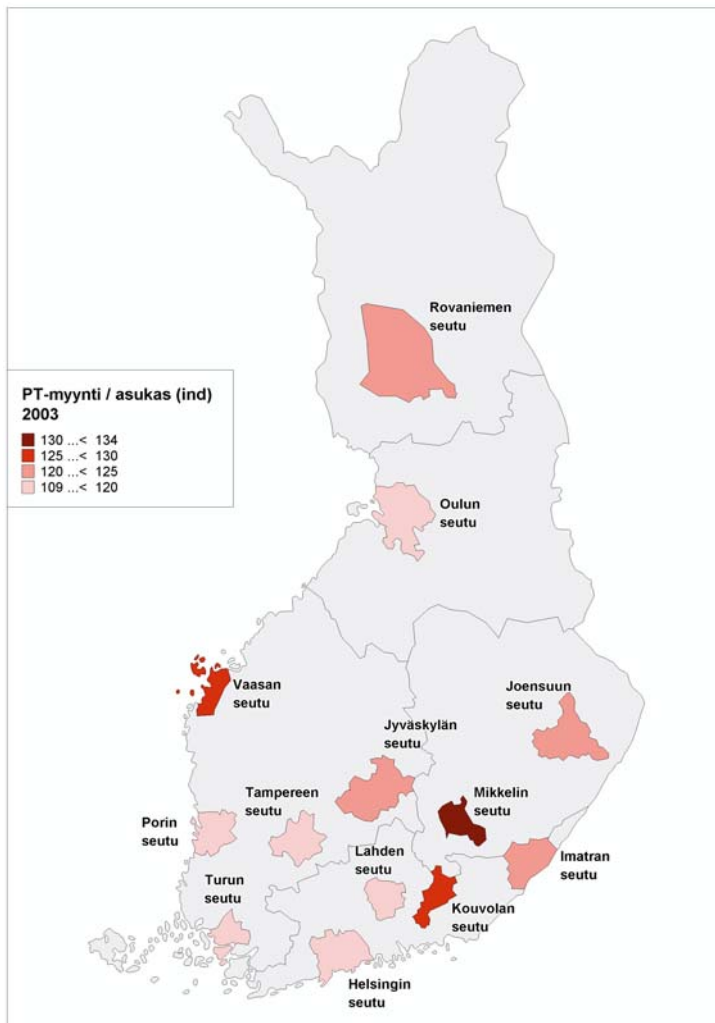 Rovaniemen
seutu
PT-myynti / asukas (ind)
2003
130 ...< 134
125 ...< 130
120 ...< 125
109 ...< 120
Oulun
seutu
Vaasan
seutu
Joensuun
seutu
Jyväskylän
seutu
Tampereen
seutu
Mikkelin
seutu
Porin
seutu
Lahden
seutu
Imatran
seutu
Turun
seutu
Kouvolan
seutu
Helsingin
seutu